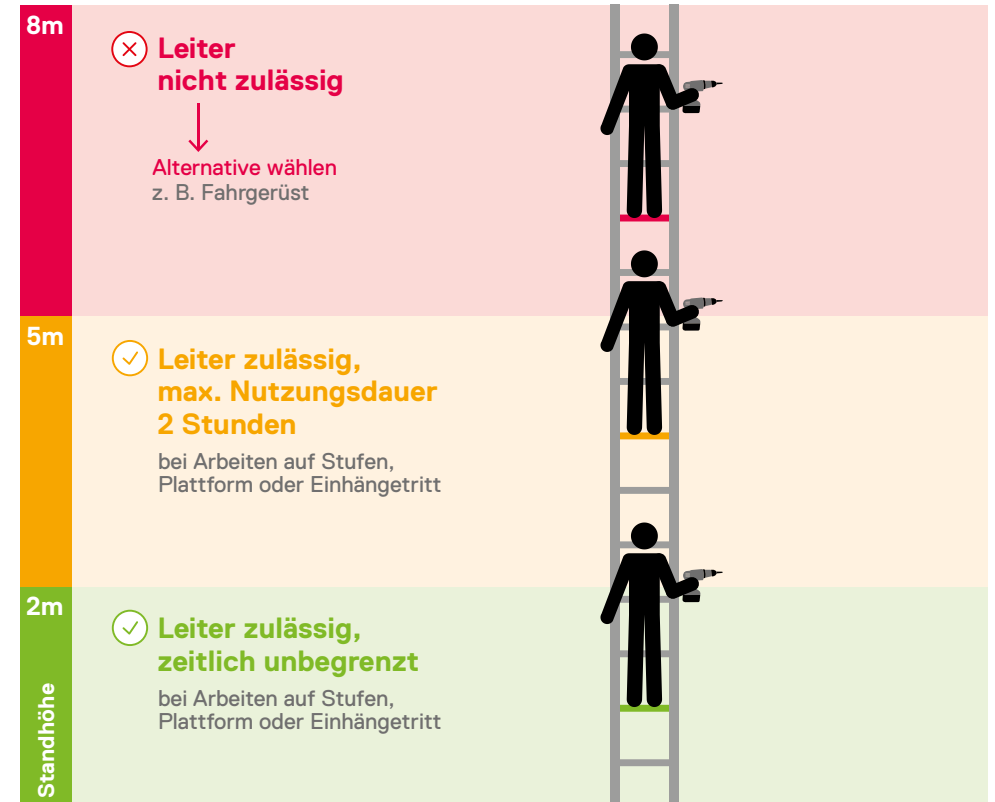 8m
Leiter
nicht zulässig
Alternative wählen
z. B. Fahrgerüst
5m
Leiter zulässig,
max. Nutzungsdauer
2 Stunden
bei Arbeiten auf Stufen,
Plattform oder Einhängetritt
2m
Leiter zulässig,
zeitlich unbegrenzt
bei Arbeiten auf Stufen,
Plattform oder Einhängetritt
Standhöhe